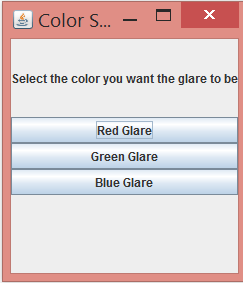 Color S...
Select the color you want the glare to be
Red Glare
Green Glare
Blue Glare